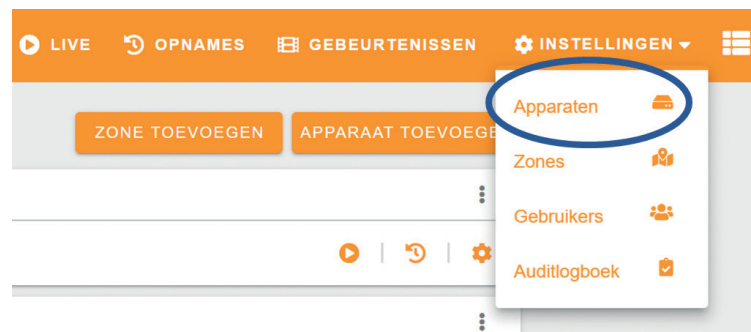 LIVE OPNAMES GEBEURTENISSEN INSTELLINGEN
Apparaten
ZONE TOEVOEGEN APPARAAT TOEVOEGE
Zones
Gebruikers
Auditlogboek